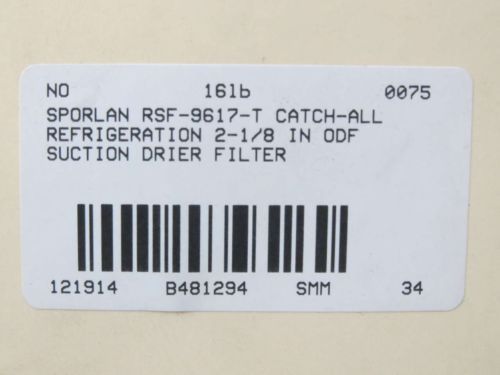 NO 16lb 0075
SPORLAN RSF-9617-T CATCH-ALL
REFRIGERATION 2-1/8 IN ODF
SUCTION DRIER FILTER
121914 B481294 SMM 34